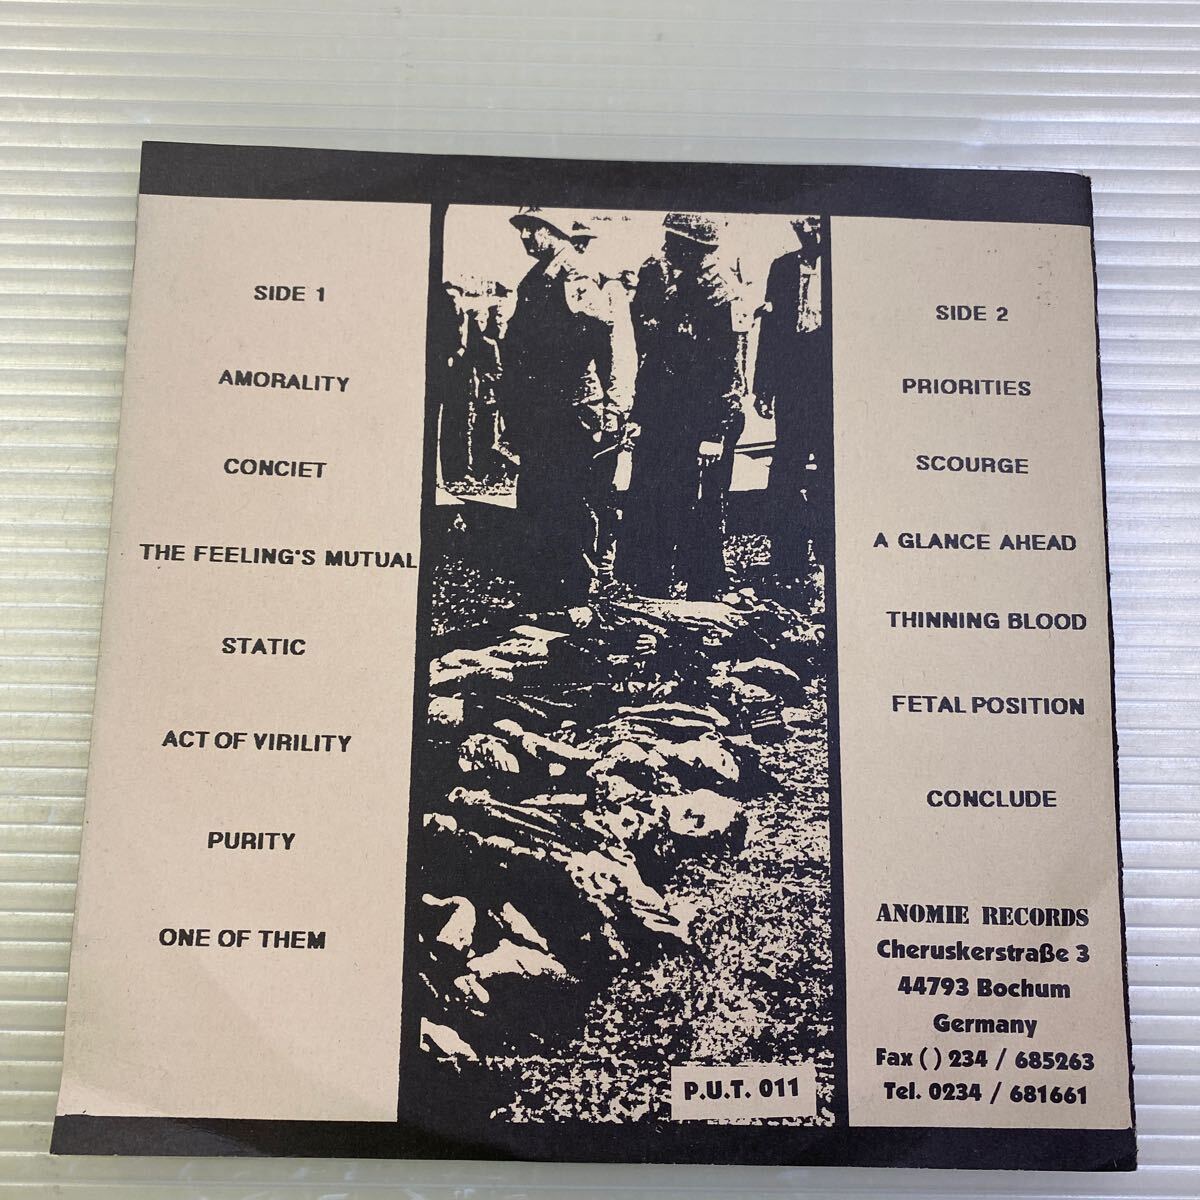 SIDE 1
AMORALITY
CONCIET
THE FEELING'S MUTUAL
STATIC
ACT OF VIRILITY
PURITY
ONE OF THEM
SIDE 2
PRIORITIES
SCOURGE
A GLANCE AHEAD
THINNING BLOOD
FETAL POSITION
CONCLUDE
ANOMIE RECORDS
Cheruskerstraße 3
44793 Bochum
Germany
Fax ( ) 234 / 685263
Tel. 0234 / 681661
P.U.T. 011